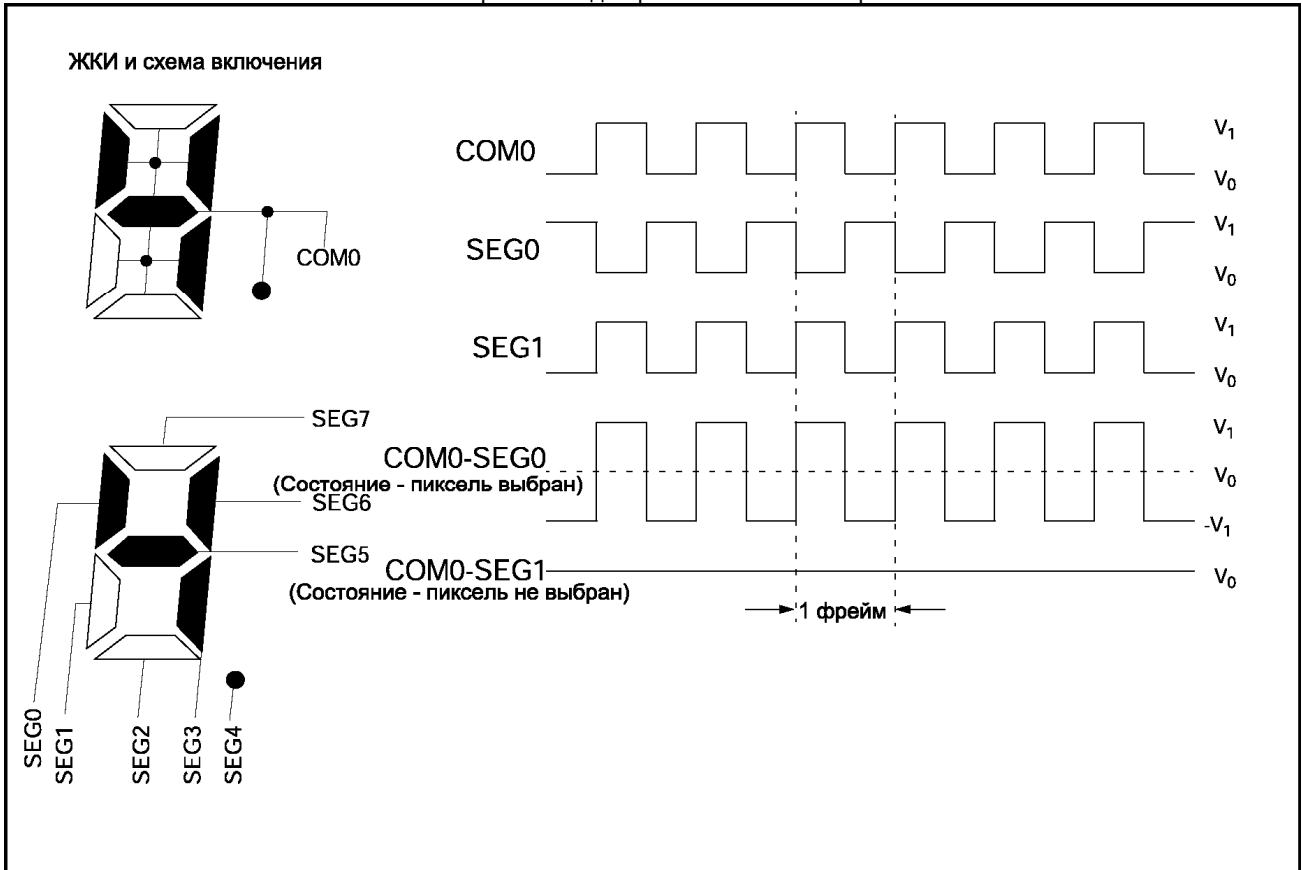 ЖКИ и схема включения
COM0
COM0
V1
V0
SEG0
V1
V0
SEG1
V1
V0
SEG7
COM0-SEG0
(Состояние - пиксель выбран)
V1
V0
-V1
SEG6
SEG5
COM0-SEG1
(Состояние - пиксель не выбран)
V0
1 фрейм
SEG0
SEG1
SEG2
SEG3
SEG4